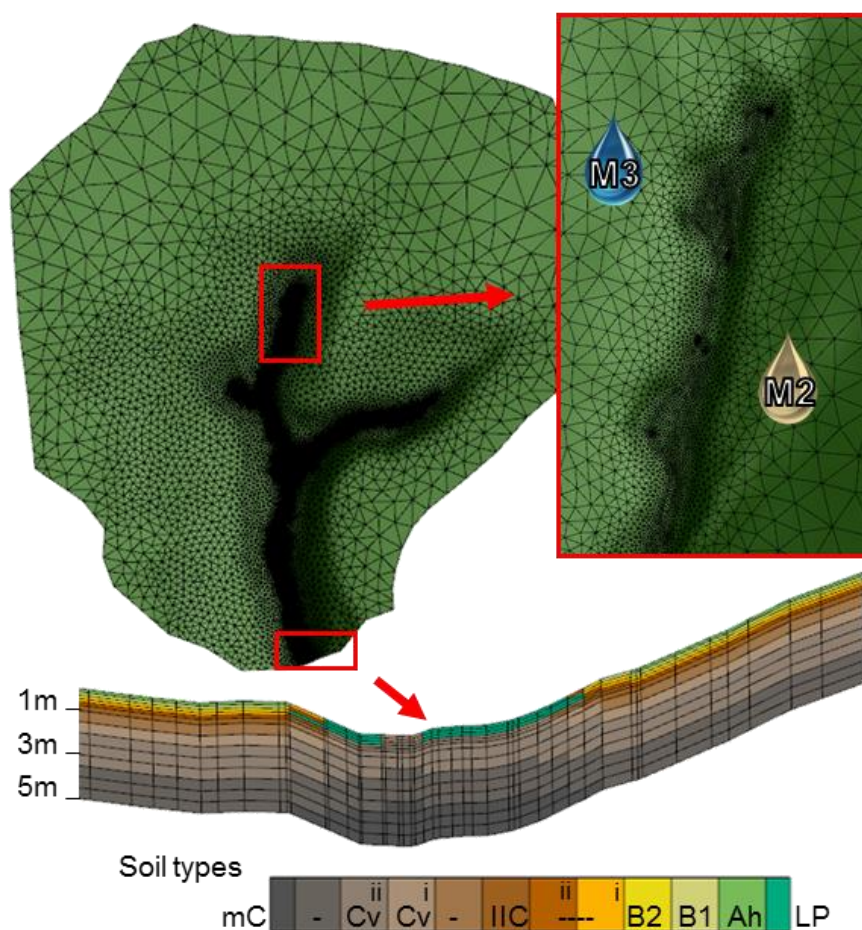 M3
M2
1m
3m
5m
Soil types
ii i ii i
mC - Cv Cv - IIC ---- B2 B1 Ah LP